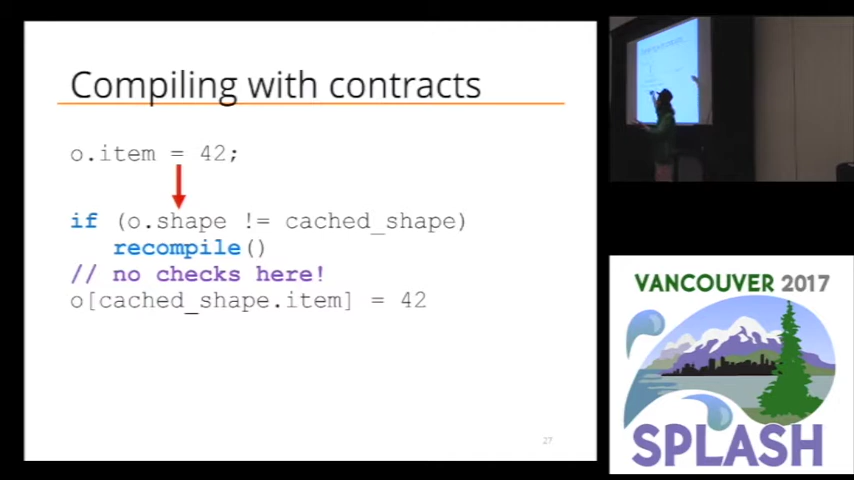 Compiling with contracts
o.item = 42;
if (o.shape != cached_shape)
recompile()
// no checks here!
o[cached_shape.item] = 42
27
VANCOUVER 2017
SPLASH